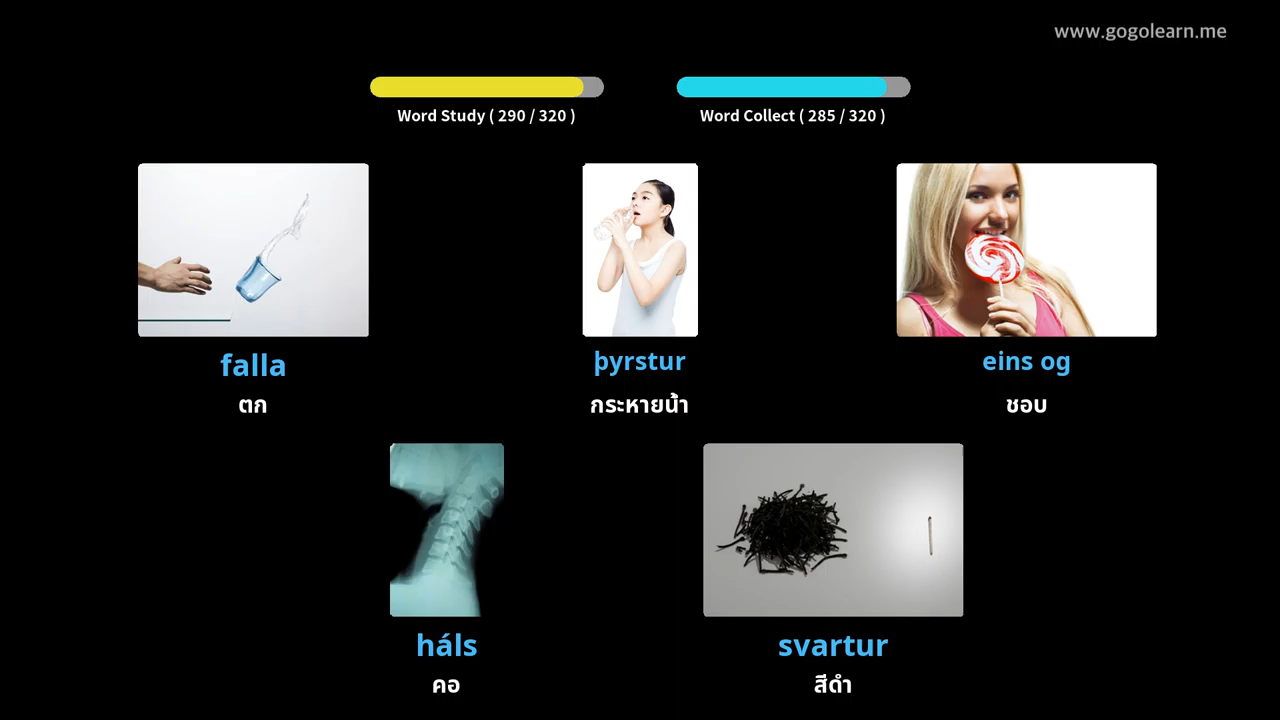 www.gogolearn.me
Word Study ( 290 / 320 )
Word Collect ( 285 / 320 )
falla
ตก
þyrstur
กระหายน้ำ
eins og
ชอบ
háls
คอ
svartur
สีดำ